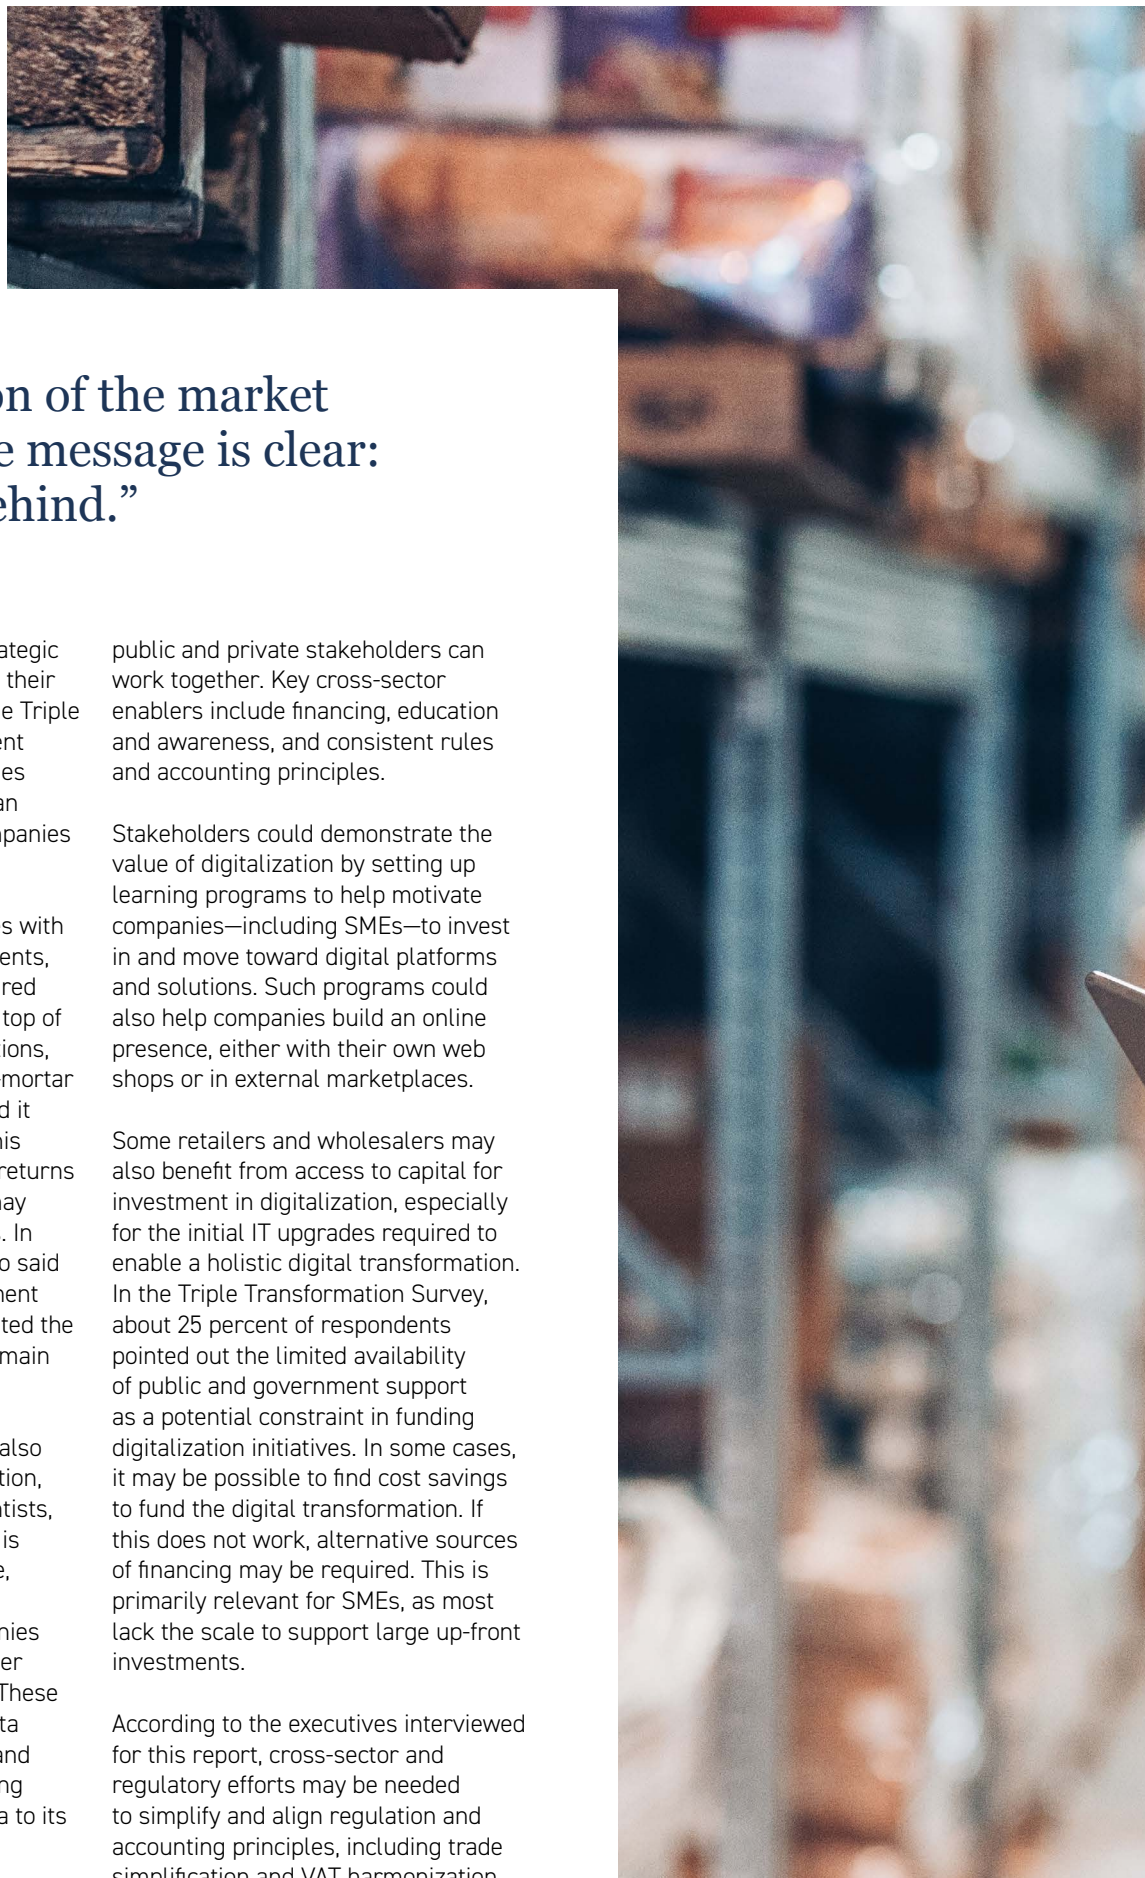 on of the market
e message is clear:
ehind.”
ategic
their
e Triple
ent
es
an
panies
s with
ents,
red
top of
ions,
mortar
d it
is
returns
ay
. In
o said
ent
ted the
main
also
tion,
tists,
is
e,
nies
er
These
ta
and
ng
a to its
public and private stakeholders can
work together. Key cross-sector
enablers include financing, education
and awareness, and consistent rules
and accounting principles.
Stakeholders could demonstrate the
value of digitalization by setting up
learning programs to help motivate
companies—including SMEs—to invest
in and move toward digital platforms
and solutions. Such programs could
also help companies build an online
presence, either with their own web
shops or in external marketplaces.
Some retailers and wholesalers may
also benefit from access to capital for
investment in digitalization, especially
for the initial IT upgrades required to
enable a holistic digital transformation.
In the Triple Transformation Survey,
about 25 percent of respondents
pointed out the limited availability
of public and government support
as a potential constraint in funding
digitalization initiatives. In some cases,
it may be possible to find cost savings
to fund the digital transformation. If
this does not work, alternative sources
of financing may be required. This is
primarily relevant for SMEs, as most
lack the scale to support large up-front
investments.
According to the executives interviewed
for this report, cross-sector and
regulatory efforts may be needed
to simplify and align regulation and
accounting principles, including trade
simplification and VAT harmonization